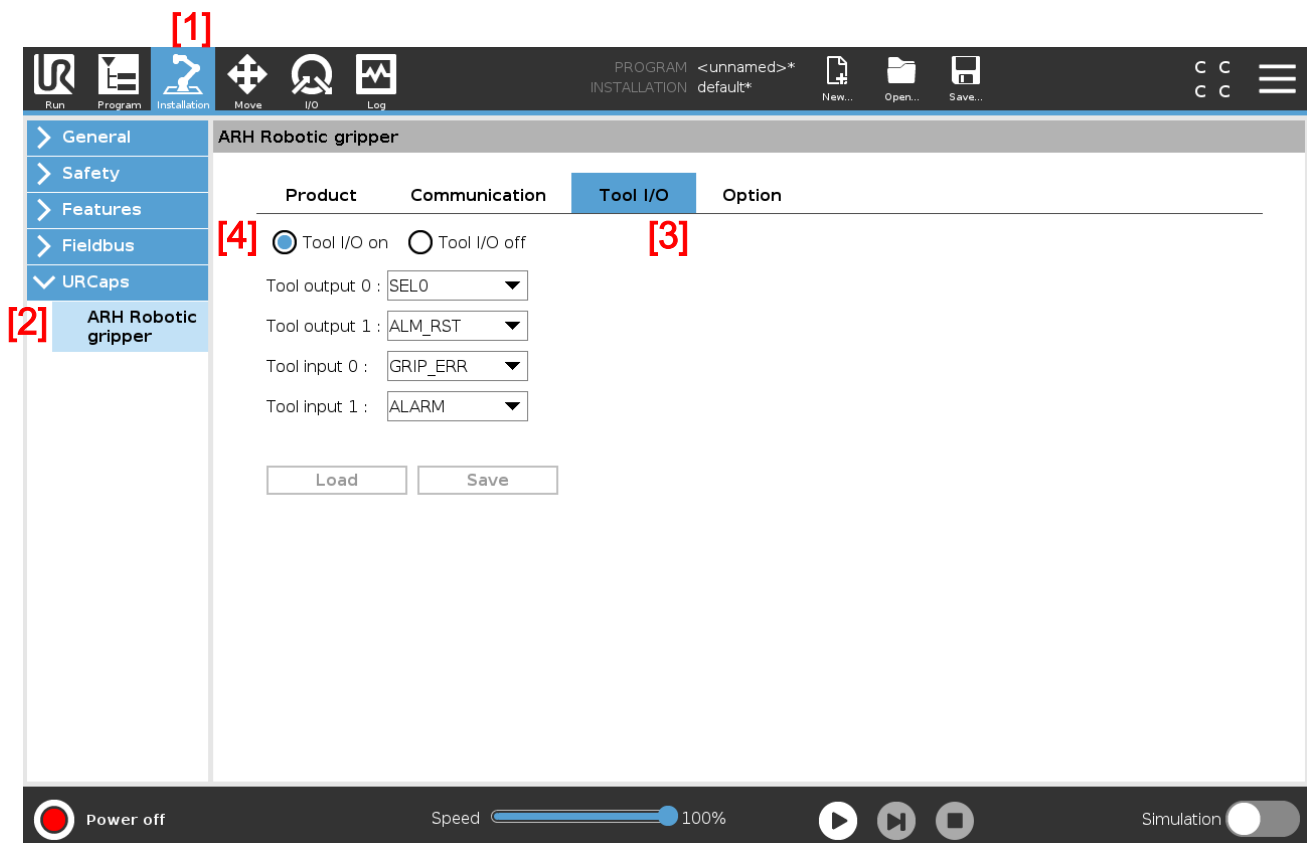 [1]
UR
PROGRAM <unnamed>*
INSTALLATION default*
C C
C C
Run Program Installation Move I/O Log New... Open... Save...
General
ARH Robotic gripper
Safety
Features
Fieldbus
URCaps
[2] ARH Robotic
gripper
Product Communication Tool I/O Option
[4] Tool I/O on Tool I/O off [3]
Tool output 0 : SEL0
Tool output 1 : ALM_RST
Tool input 0 : GRIP_ERR
Tool input 1 : ALARM
Load Save
Power off Speed 100% Simulation